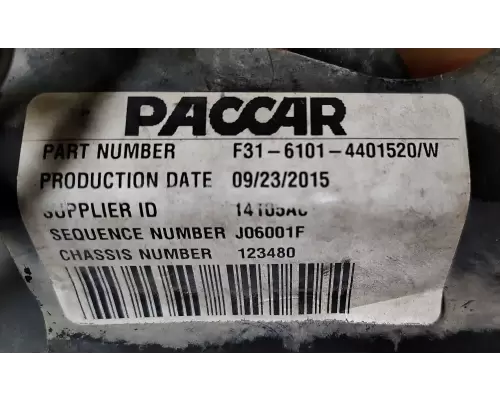 PACCAR
PART NUMBER F31-6101-4401520/W
PRODUCTION DATE 09/23/2015
SUPPLIER ID
SEQUENCE NUMBER J06001F
CHASSIS NUMBER 123480